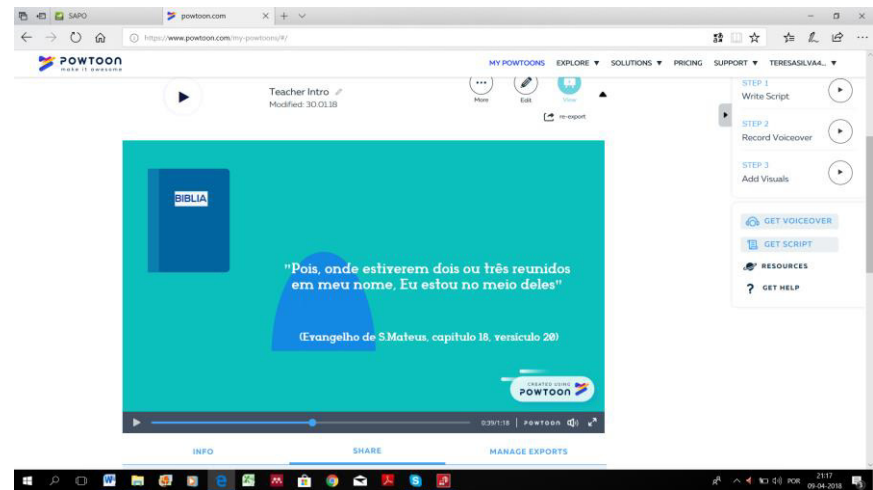 SAPO
powtoon.com
https://www.powtoon.com/my-powtoons/#/
POWTOON
make it awesome
MY POWTOONS EXPLORE SOLUTIONS PRICING SUPPORT TERESASILVA4...
Teacher Intro
Modified: 30.01.18
More Edit View
re-export
STEP 1
Write Script
STEP 2
Record Voiceover
STEP 3
Add Visuals
GET VOICEOVER
GET SCRIPT
RESOURCES
? GET HELP
BIBLIA
"Pois, onde estiverem dois ou três reunidos
em meu nome, Eu estou no meio deles"
(Evangelho de S.Mateus, capítulo 18, versículo 20)
CREATED USING
POWTOON
0:39/1:18 | POWTOON
INFO SHARE MANAGE EXPORTS
POR
21:17
09-04-2018